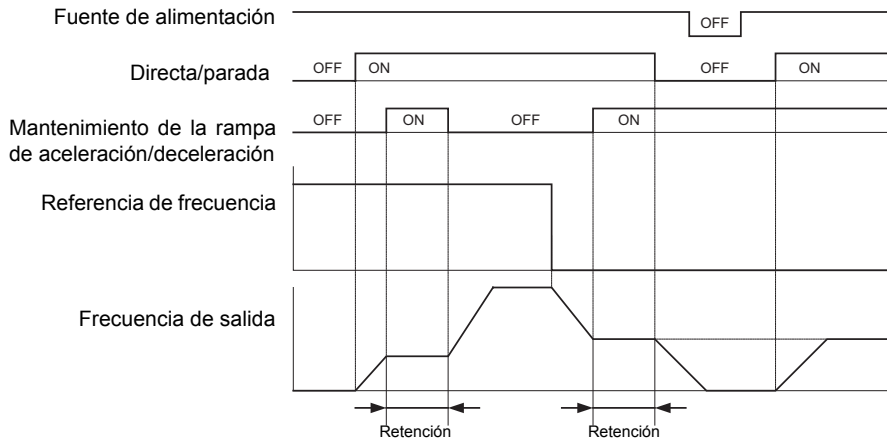 Fuente de alimentación
OFF
Directa/parada
OFF ON OFF ON
Mantenimiento de la rampa
de aceleración/deceleración
OFF ON OFF ON
Referencia de frecuencia
Frecuencia de salida
Retención Retención